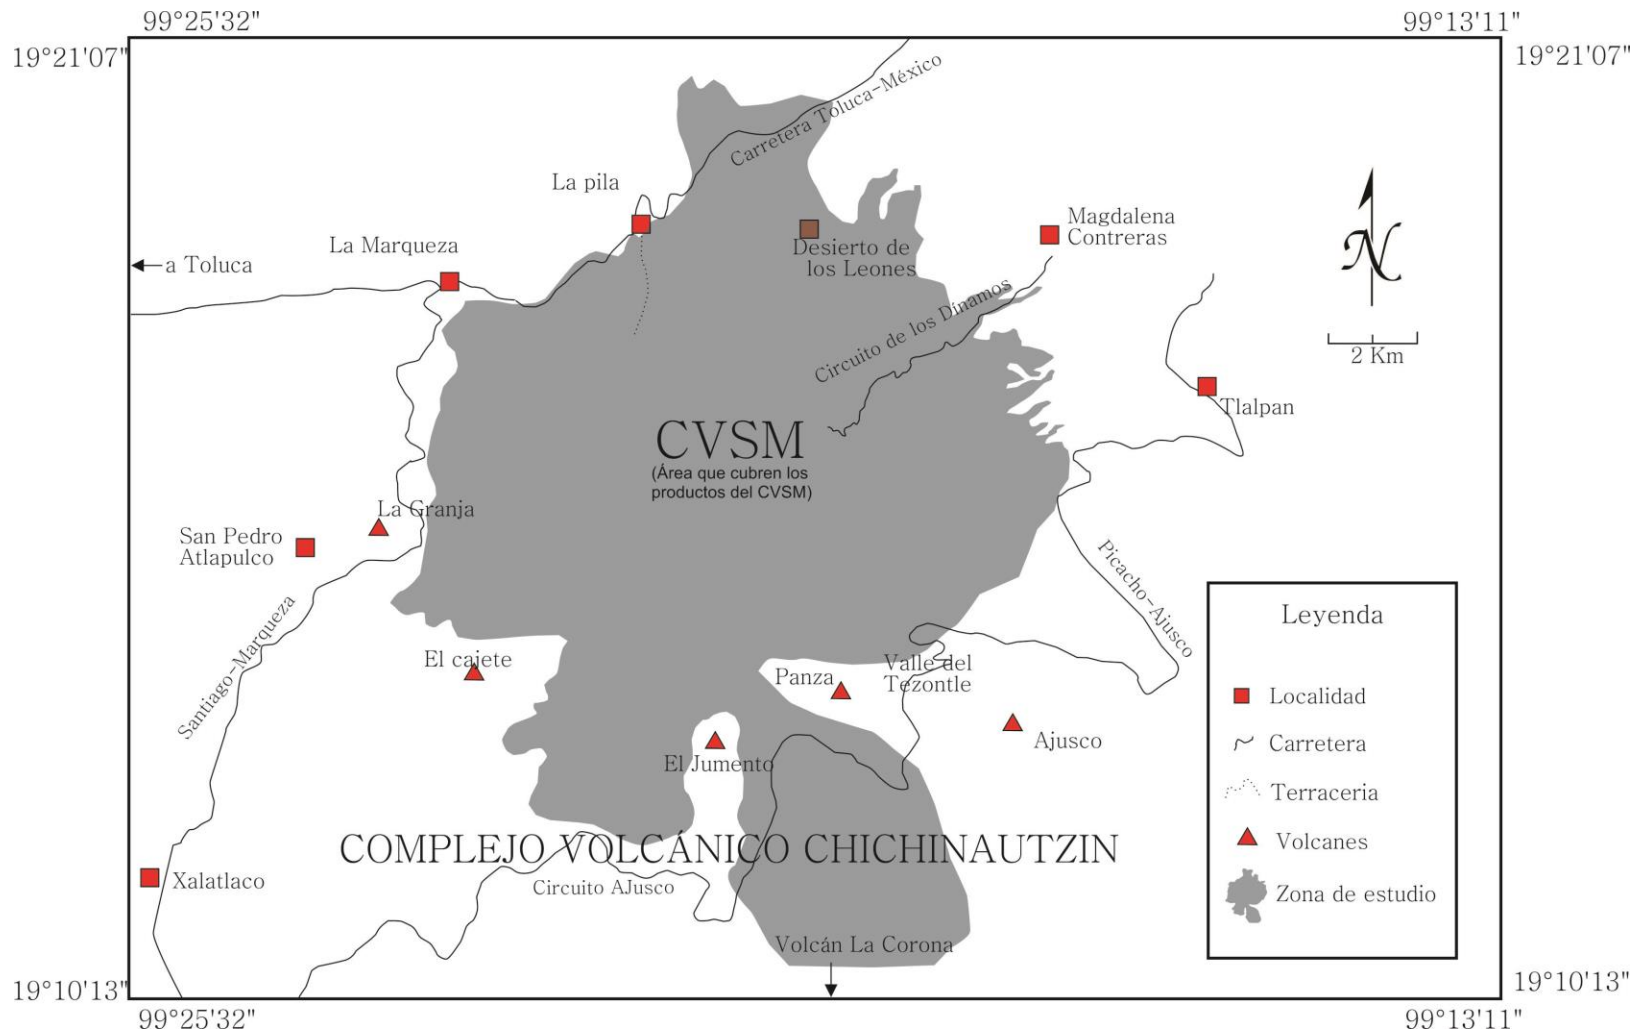 99°25'32"
99°13'11"
19°21'07"
19°21'07"
Carretera Toluca-México
La pila
Magdalena
Contreras
La Marqueza
Desierto de
los Leones
a Toluca
N
Circuito de los Dínamos
2 Km
Tlalpan
CVSM
(Área que cubren los
productos del CVSM)
La Granja
San Pedro
Atlapulco
Picacho-Ajusco
Santiago-Marqueza
Leyenda
El cajete
Panza
Valle del
Tezontle
Localidad
Ajusco
Carretera
El Jumento
Terraceria
Volcanes
COMPLEJO VOLCÁNICO CHICHINAUTZIN
Xalatlaco
Circuito AJusco
Zona de estudio
Volcán La Corona
19°10'13"
19°10'13"
99°25'32"
99°13'11"